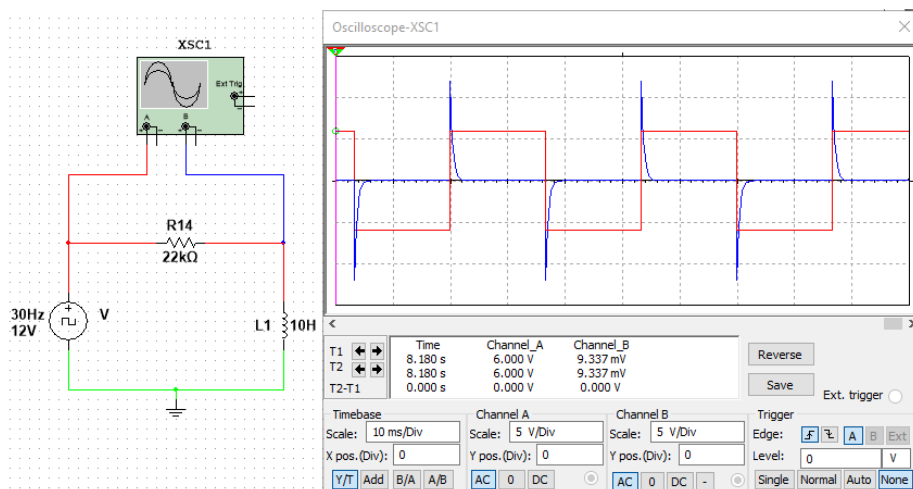 XSC1
Ext Trig
+
-
A
B
+ - + -
R14
22kΩ
30Hz
12V
V
L1
10H
Oscilloscope-XSC1
T1
T2
T2-T1
Time Channel_A Channel_B
8.180 s 6.000 V 9.337 mV
8.180 s 6.000 V 9.337 mV
0.000 s 0.000 V 0.000 V
Reverse
Save
Ext. trigger
Timebase
Scale: 10 ms/Div
X pos.(Div): 0
Y/T Add B/A A/B
Channel A
Scale: 5 V/Div
Y pos.(Div): 0
AC 0 DC
Channel B
Scale: 5 V/Div
Y pos.(Div): 0
AC 0 DC -
Trigger
Edge: A B Ext
Level: 0 V
Single Normal Auto None